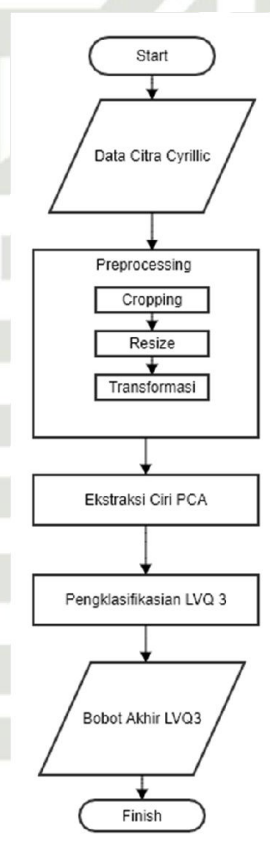 Start
Data Citra Cyrillic
Preprocessing
Cropping
Resize
Transformasi
Ekstraksi Ciri PCA
Pengklasifikasian LVQ 3
Bobot Akhir LVQ3
Finish